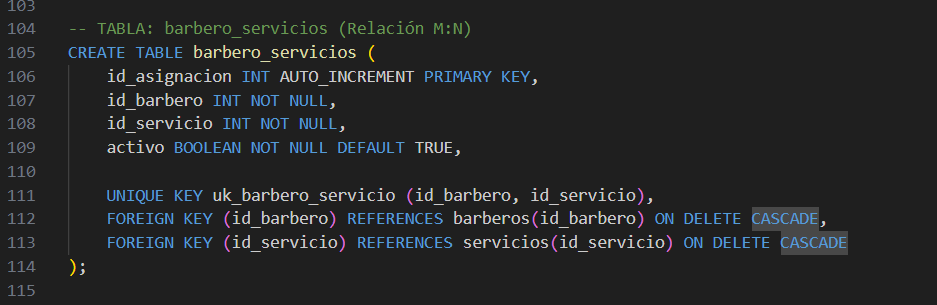 103
104 -- TABLA: barbero_servicios (Relación M:N)
105 CREATE TABLE barbero_servicios (
106     id_asignacion INT AUTO_INCREMENT PRIMARY KEY,
107     id_barbero INT NOT NULL,
108     id_servicio INT NOT NULL,
109     activo BOOLEAN NOT NULL DEFAULT TRUE,
110
111     UNIQUE KEY uk_barbero_servicio (id_barbero, id_servicio),
112     FOREIGN KEY (id_barbero) REFERENCES barberos(id_barbero) ON DELETE CASCADE,
113     FOREIGN KEY (id_servicio) REFERENCES servicios(id_servicio) ON DELETE CASCADE
114 );
115